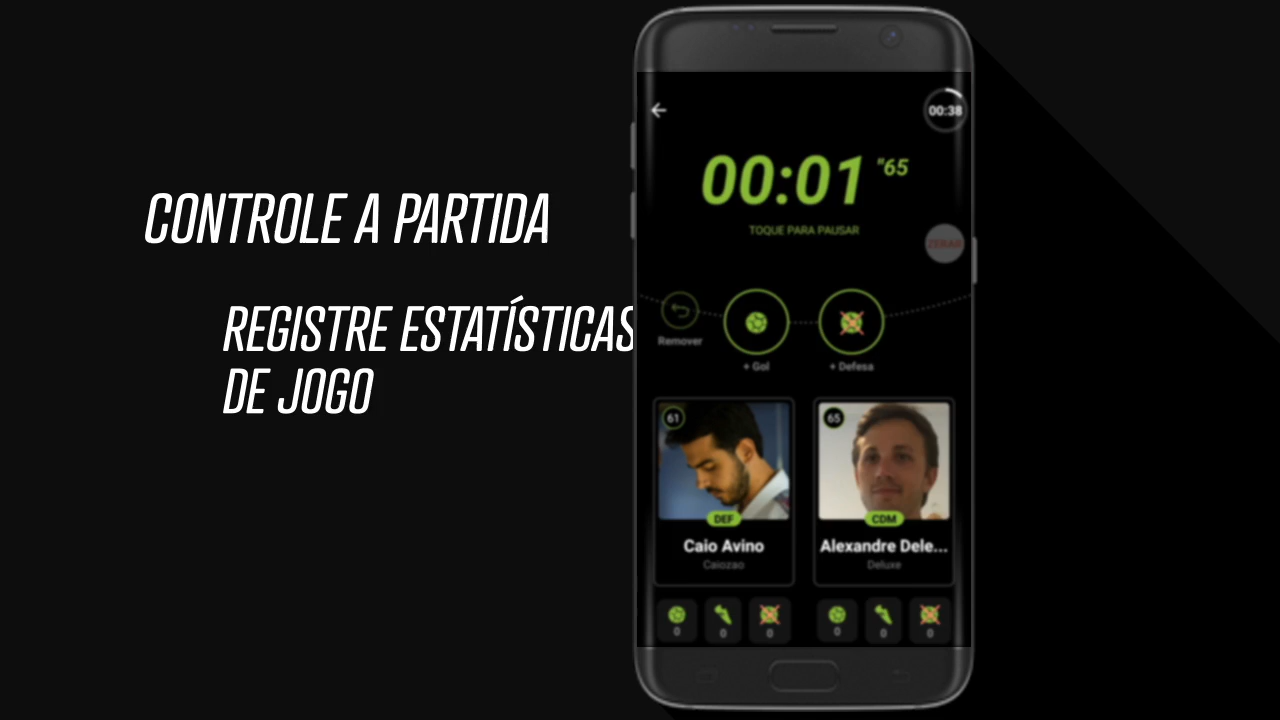 CONTROLE A PARTIDA
REGISTRE ESTATÍSTICAS
DE JOGO
00:38
00:01 "65
TOQUE PARA PAUSAR
ZERAR
Remover
+ Gol
+ Defesa
61
65
DEF
CDM
Caio Avino
Alexandre Dele...
Caiozao
Deluxe
0 0 0 0 0 0